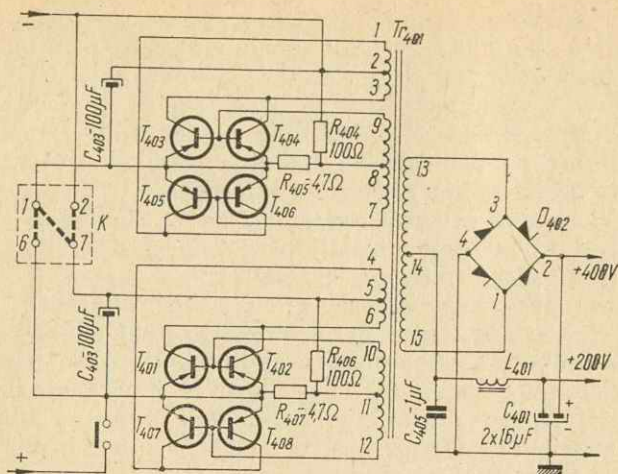 −
1
2
3
Tr401
C403-100µF
T403
T404
R404
100Ω
R405-4,7Ω
T405
T406
9
8
7
13
14
15
1
2
K
6
7
3
4
2
1
D402
+400V
+200V
4
5
6
C403-100µF
T401
T402
R406
100Ω
R407-4,7Ω
T407
T408
10
11
12
L401
C405 1µF
C401
2x16µF
+
−
+